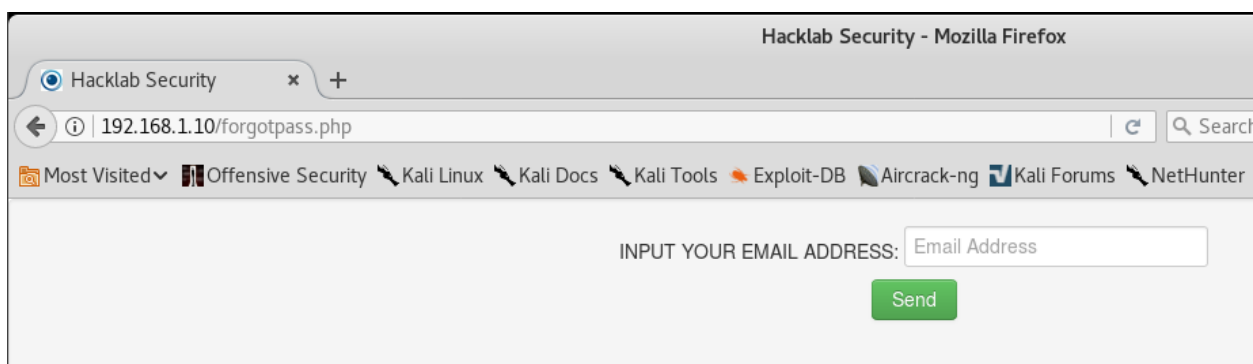 Hacklab Security - Mozilla Firefox
Hacklab Security × +
192.168.1.10/forgotpass.php Search
Most Visited Offensive Security Kali Linux Kali Docs Kali Tools Exploit-DB Aircrack-ng Kali Forums NetHunter
INPUT YOUR EMAIL ADDRESS: Email Address
Send